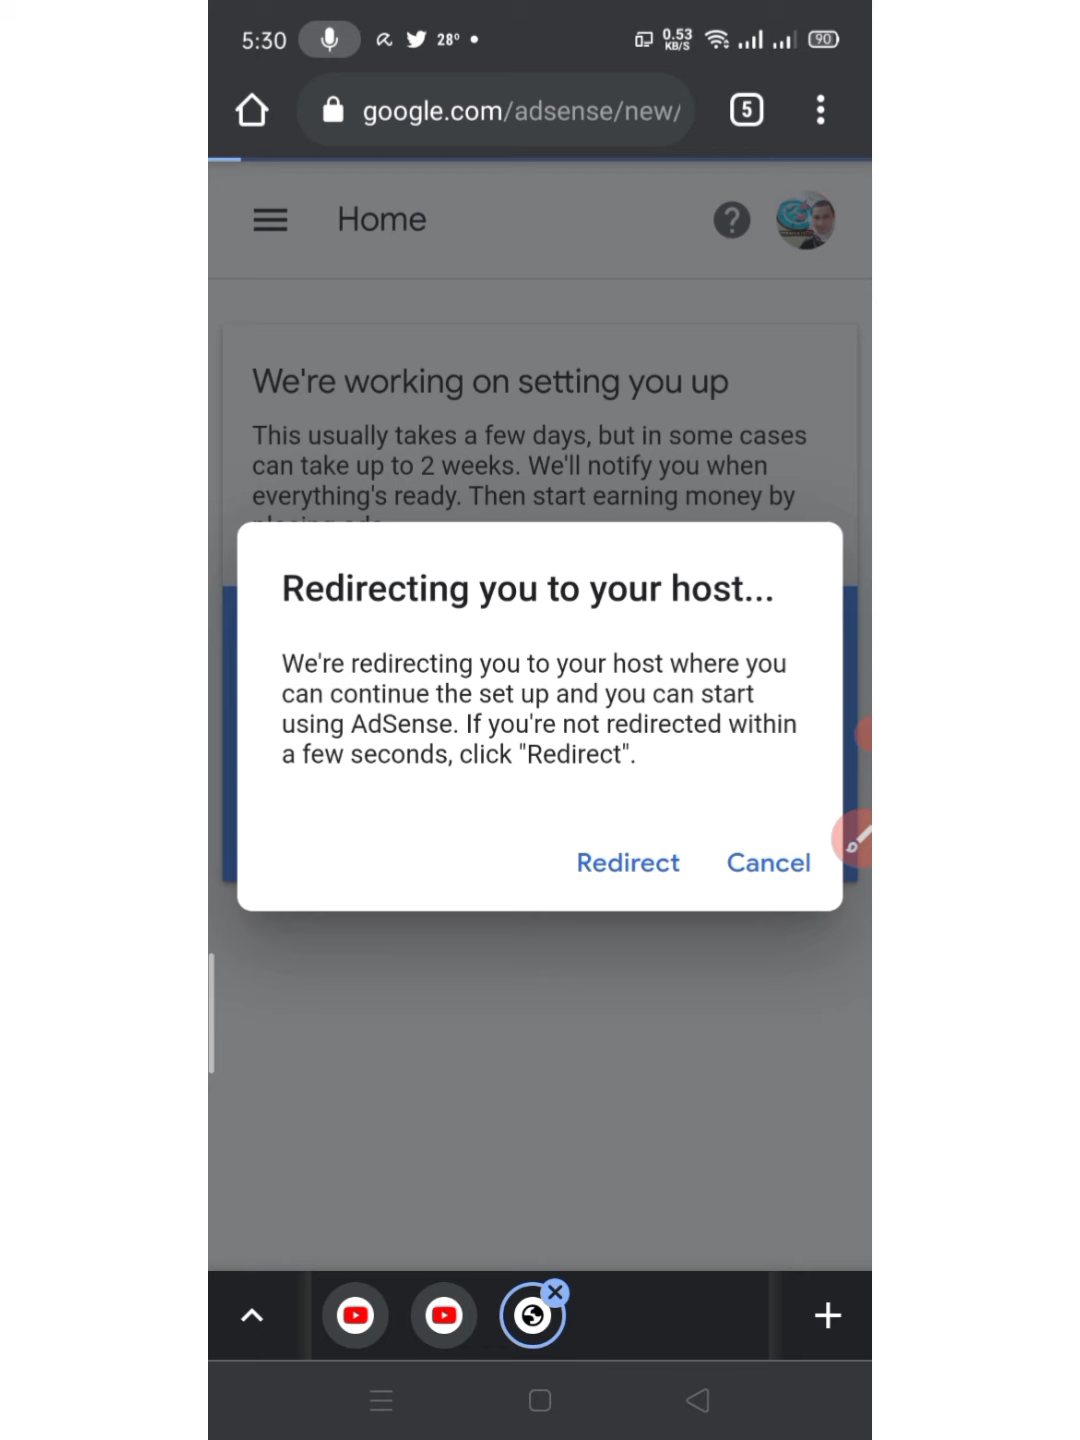 5:30 28° 0.53 KB/S 90
google.com/adsense/new/ 5
Home
We're working on setting you up
This usually takes a few days, but in some cases
can take up to 2 weeks. We'll notify you when
everything's ready. Then start earning money by
placing ads
Redirecting you to your host...
We're redirecting you to your host where you
can continue the set up and you can start
using AdSense. If you're not redirected within
a few seconds, click "Redirect".
Redirect Cancel